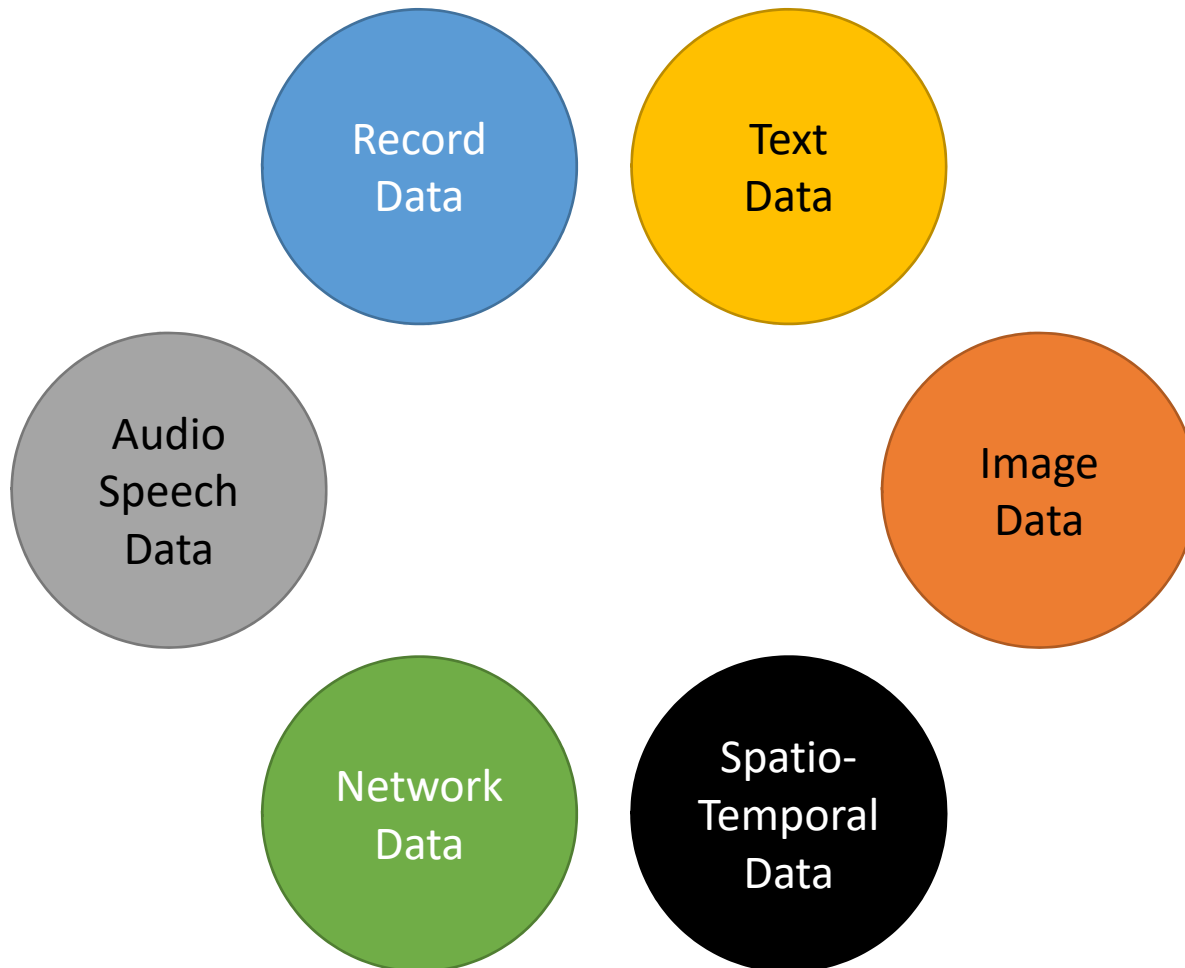 Record
Data
Text
Data
Audio
Speech
Data
Image
Data
Network
Data
Spatio-
Temporal
Data